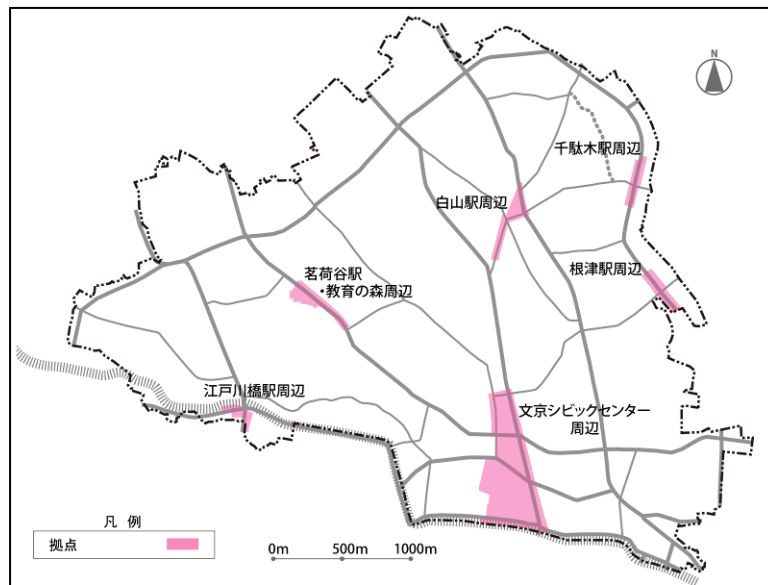 N
千駄木駅周辺
白山駅周辺
根津駅周辺
茗荷谷駅
・教育の森周辺
江戸川橋駅周辺
文京シビックセンター
周辺
凡 例
拠点
0m 500m 1000m